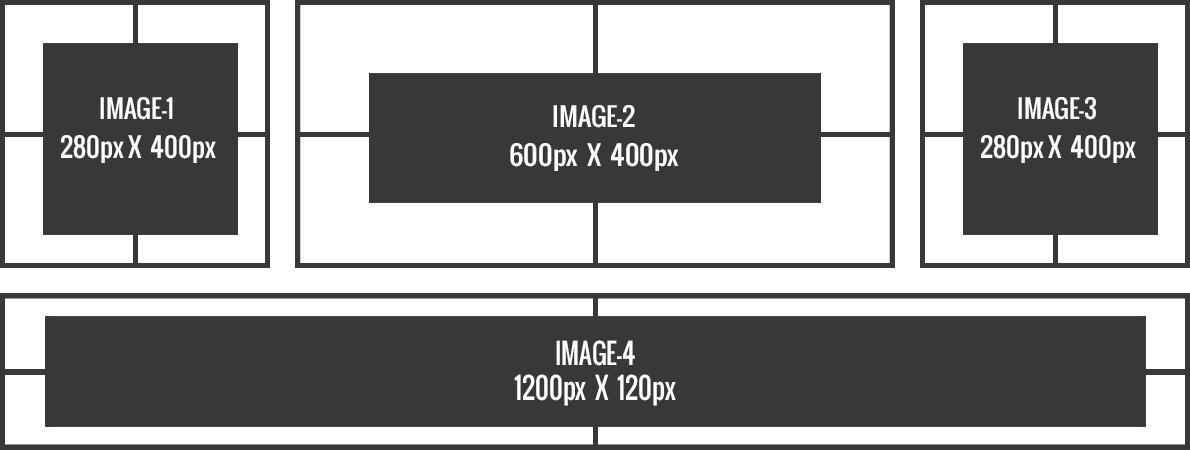 IMAGE-1
280px X 400px
IMAGE-2
600px X 400px
IMAGE-3
280px X 400px
IMAGE-4
1200px X 120px